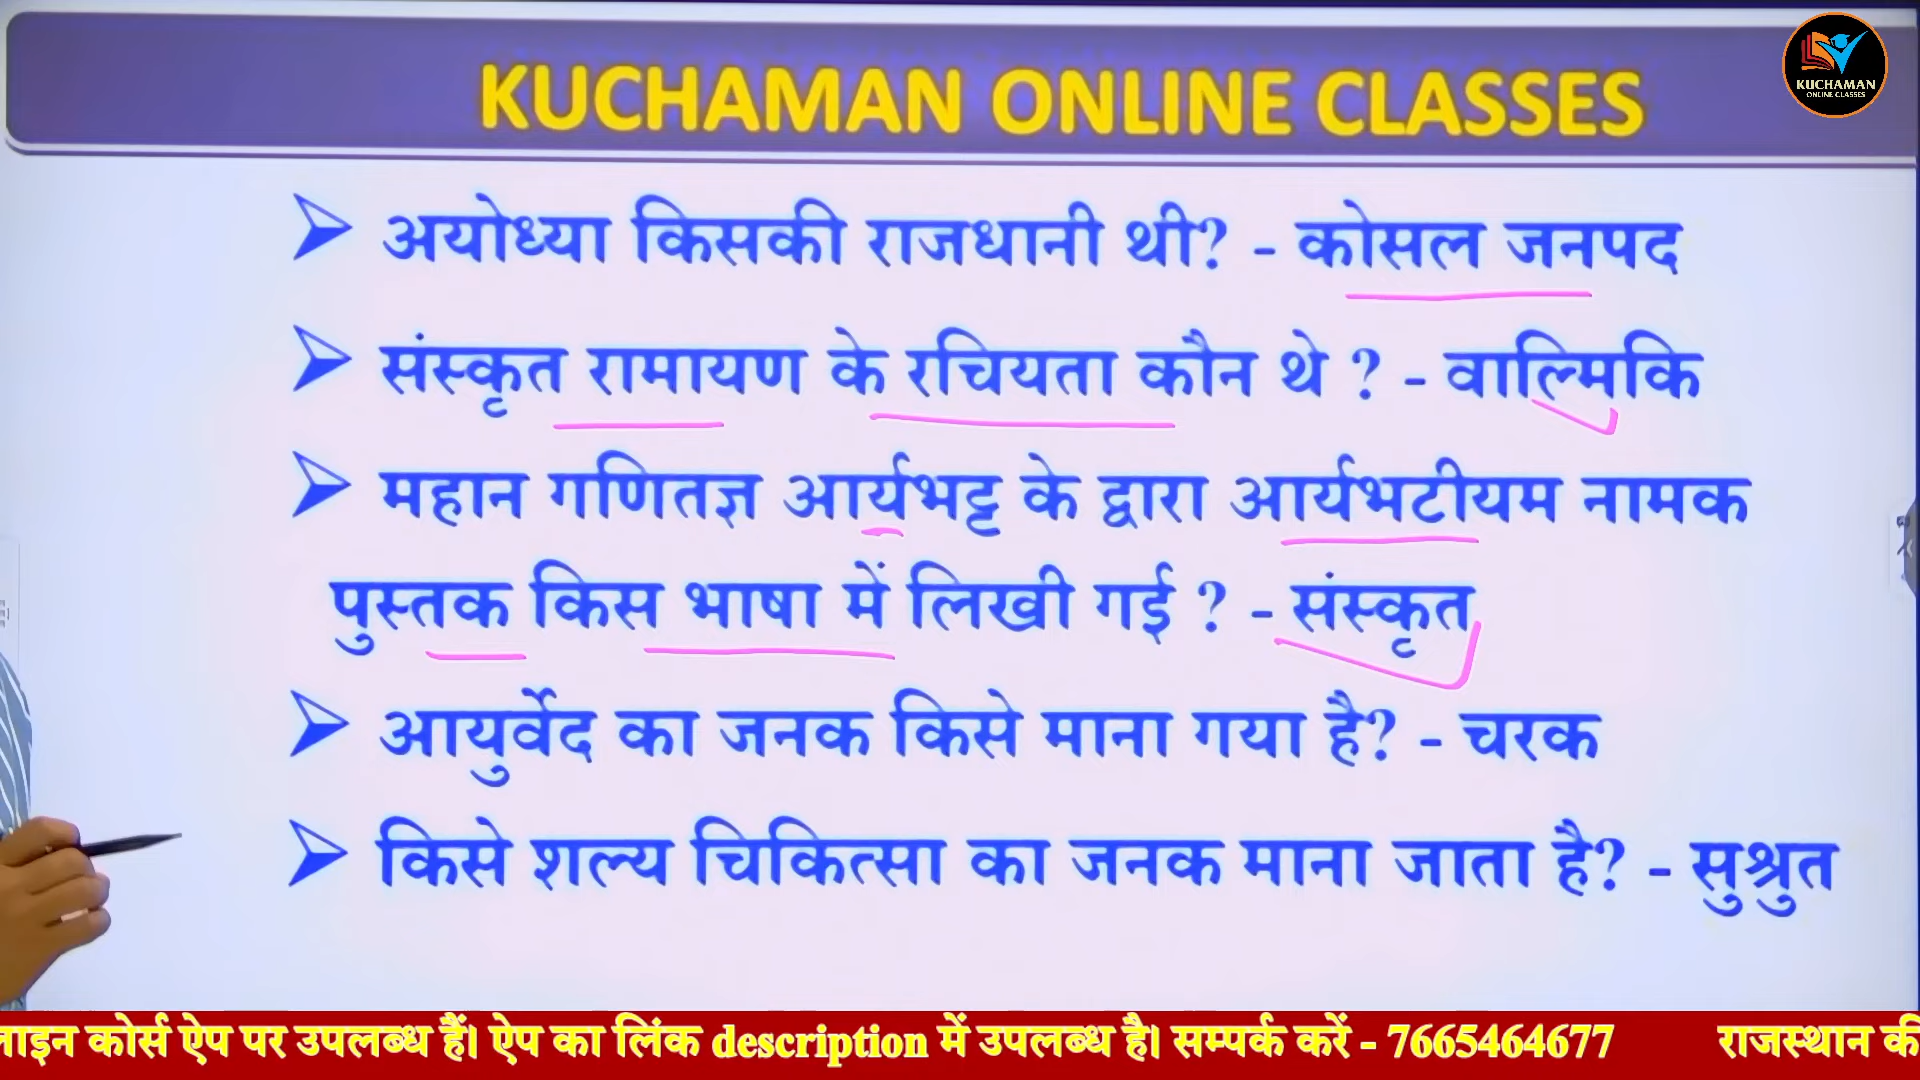 KUCHAMAN ONLINE CLASSES
KUCHAMAN
ONLINE CLASSES
➢ अयोध्या किसकी राजधानी थी? - कोसल जनपद
➢ संस्कृत रामायण के रचियता कौन थे ? - वाल्मिकि
➢ महान गणितज्ञ आर्यभट्ट के द्वारा आर्यभटीयम नामक
पुस्तक किस भाषा में लिखी गई ? - संस्कृत
➢ आयुर्वेद का जनक किसे माना गया है? - चरक
➢ किसे शल्य चिकित्सा का जनक माना जाता है? - सुश्रुत
कोर्स ऐप पर उपलब्ध हैं। ऐप का लिंक description में उपलब्ध है। सम्पर्क करें - 7665464677 राजस्थान की